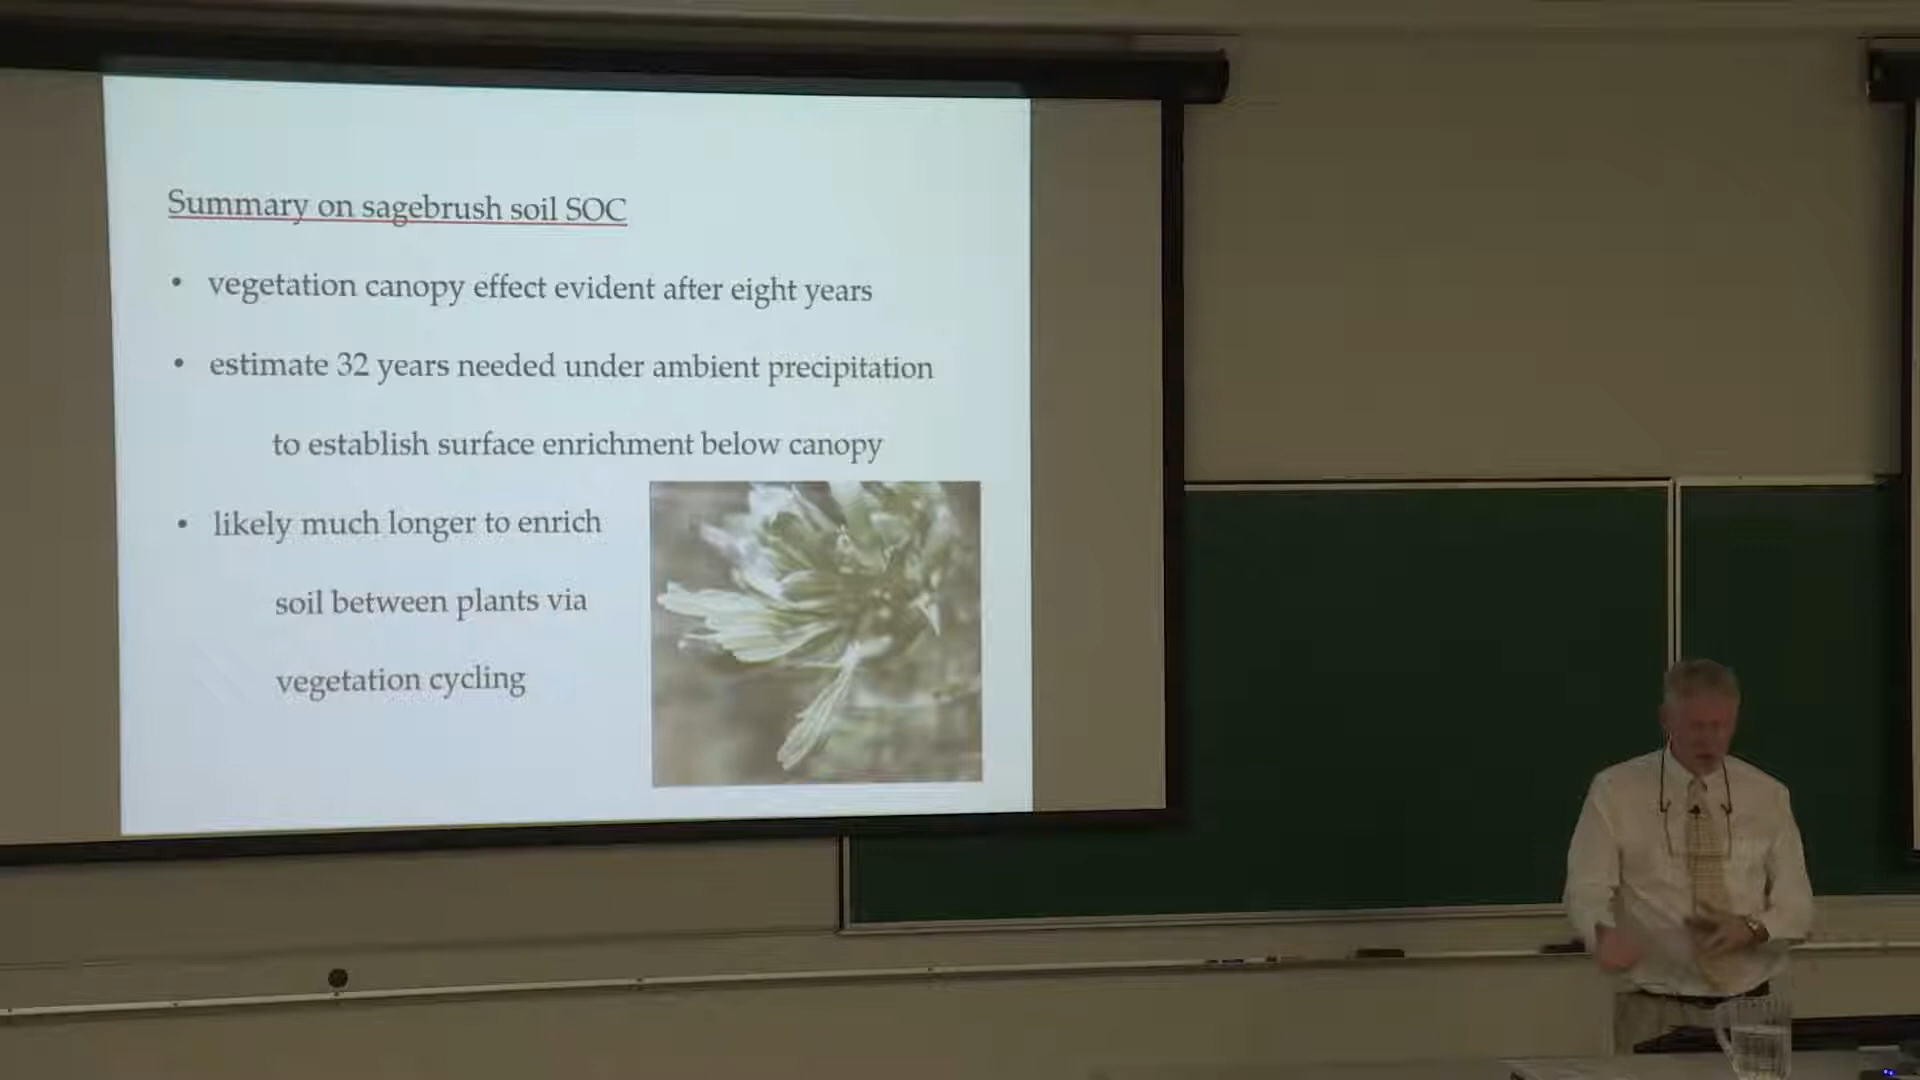 Summary on sagebrush soil SOC
• vegetation canopy effect evident after eight years
• estimate 32 years needed under ambient precipitation
to establish surface enrichment below canopy
• likely much longer to enrich
soil between plants via
vegetation cycling